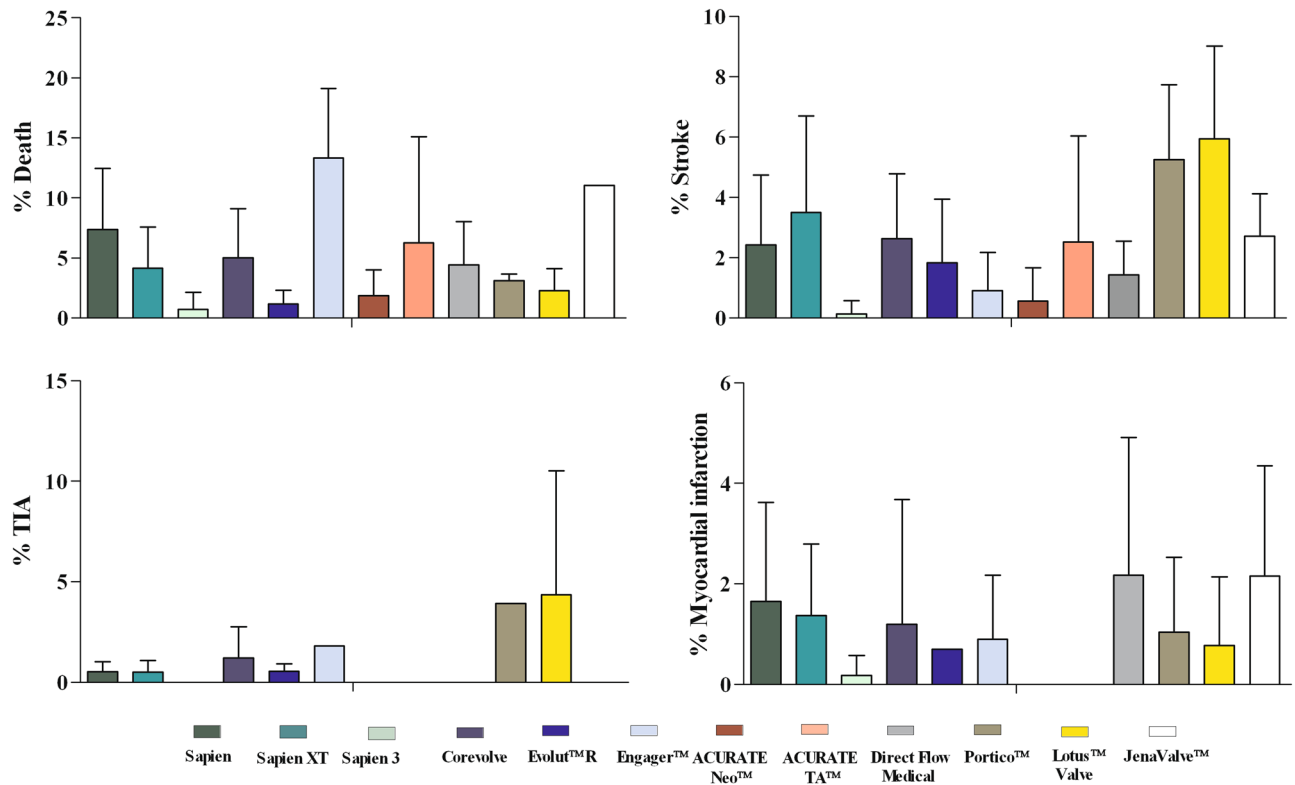 % Death
25
20
15
10
5
0
% Stroke
10
8
6
4
2
0
% TIA
15
10
5
0
% Myocardial infarction
6
4
2
0
Sapien
Sapien XT
Sapien 3
Corevolve
Evolut™R
Engager™
ACURATE
Neo™
ACURATE
TA™
Direct Flow
Medical
Portico™
Lotus™
Valve
JenaValve™